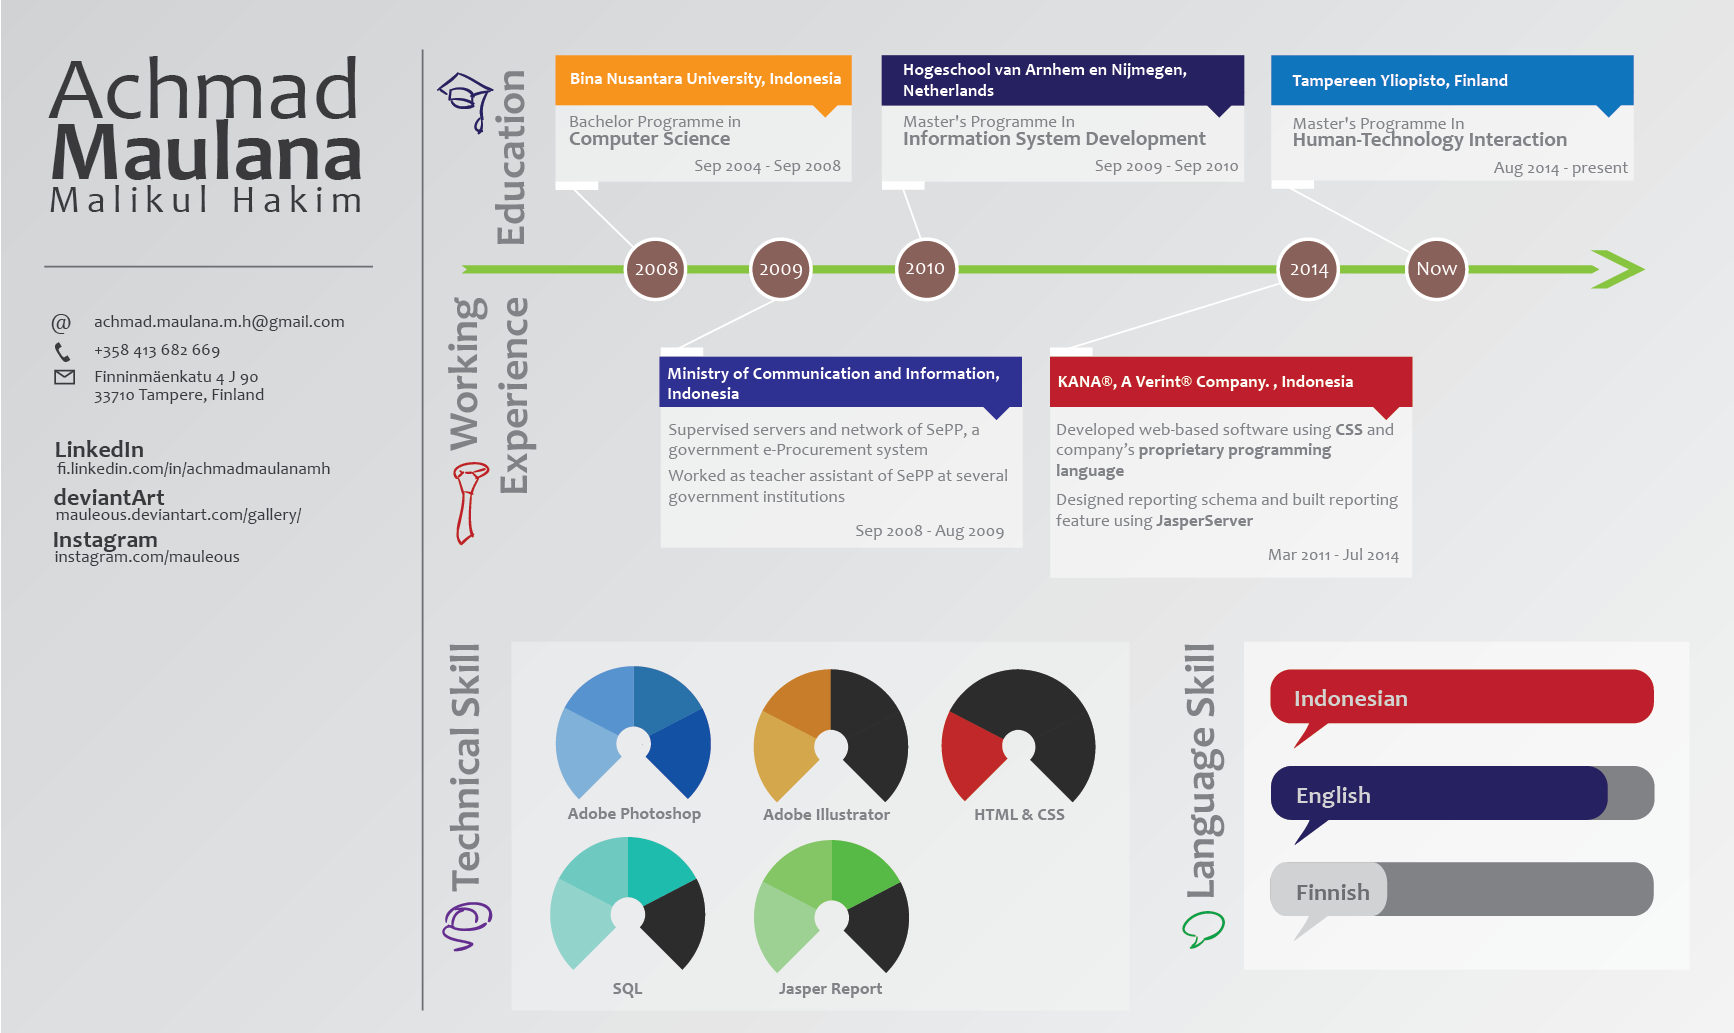 Achmad
Maulana
Malikul Hakim
@ achmad.maulana.m.h@gmail.com
+358 413 682 669
Finninmäenkatu 4 J 90
33710 Tampere, Finland
LinkedIn
fi.linkedin.com/in/achmadmaulanamh
deviantArt
mauleous.deviantart.com/gallery/
Instagram
instagram.com/mauleous
Education
Bina Nusantara University, Indonesia
Bachelor Programme in
Computer Science
Sep 2004 - Sep 2008
Hogeschool van Arnhem en Nijmegen,
Netherlands
Master's Programme In
Information System Development
Sep 2009 - Sep 2010
Tampereen Yliopisto, Finland
Master's Programme In
Human-Technology Interaction
Aug 2014 - present
2008
2009
2010
2014
Now
Working
Experience
Ministry of Communication and Information,
Indonesia
Supervised servers and network of SePP, a
government e-Procurement system
Worked as teacher assistant of SePP at several
government institutions
Sep 2008 - Aug 2009
KANA®, A Verint® Company. , Indonesia
Developed web-based software using CSS and
company’s proprietary programming
language
Designed reporting schema and built reporting
feature using JasperServer
Mar 2011 - Jul 2014
Technical Skill
Adobe Photoshop
Adobe Illustrator
HTML & CSS
SQL
Jasper Report
Language Skill
Indonesian
English
Finnish